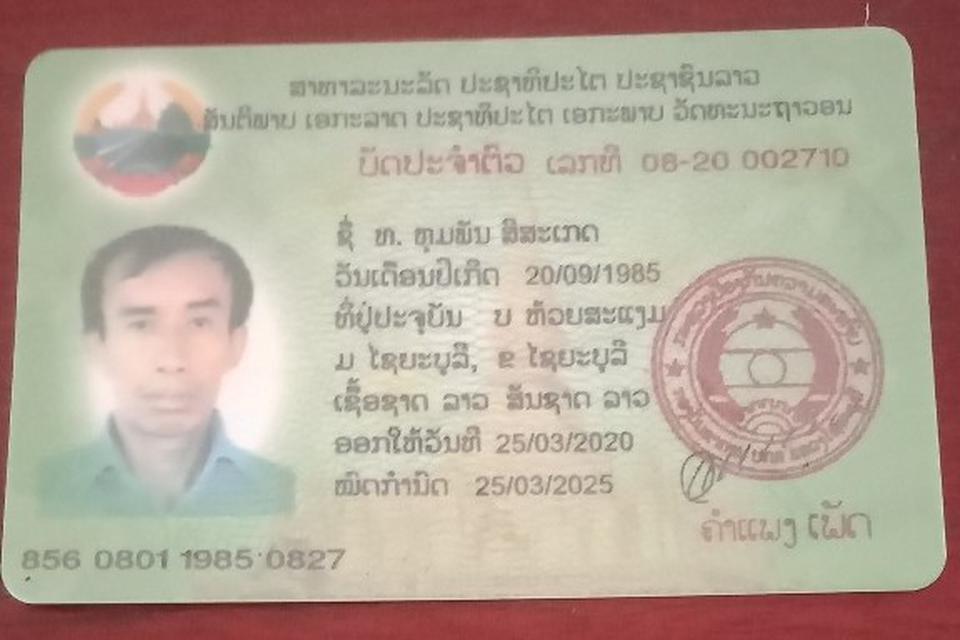 ສາທາລະນະລັດ ປະຊາທິປະໄຕ ປະຊາຊົນລາວ
ສັນຕິພາບ ເອກະລາດ ປະຊາທິປະໄຕ ເອກະພາບ ວັດທະນະຖາວອນ
ບັດປະຈຳຕົວ ເລກທີ 08-20 002710
ຊື່ ທ. ທຸມພັນ ສີສະເກດ
ວັນເດືອນປີເກີດ 20/09/1985
ທີ່ຢູ່ປະຈຸບັນ ບ ຫ້ວຍສະແງມ
ມ ໄຊຍະບູລີ, ຂ ໄຊຍະບູລີ
ເຊື້ອຊາດ ລາວ ສັນຊາດ ລາວ
ອອກໃຫ້ວັນທີ 25/03/2020
ໝົດກຳນົດ 25/03/2025
ຄຳແພງ ເພັດ
856 0801 1985 0827